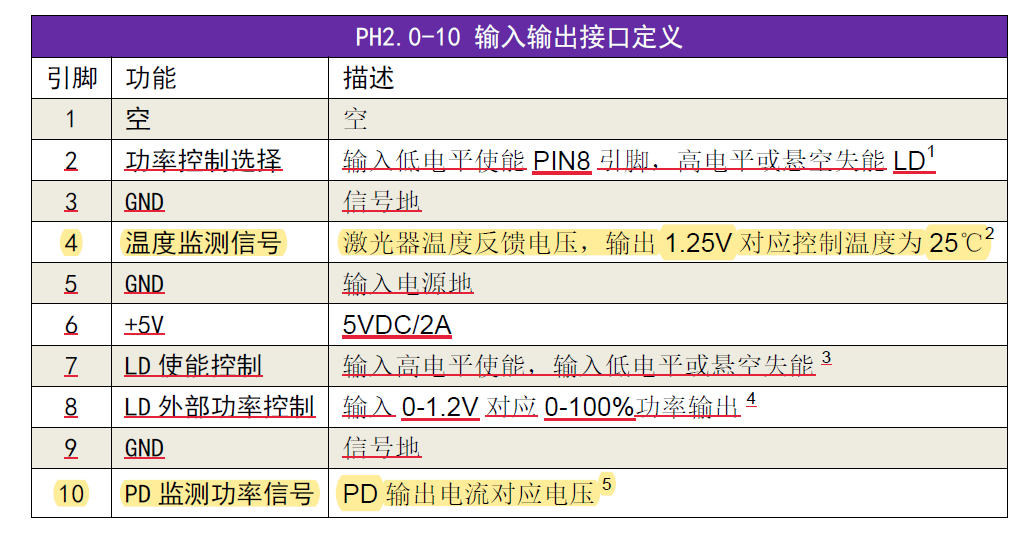 PH2.0-10 输入输出接口定义
引脚 功能 描述
1 空 空
2 功率控制选择 输入低电平使能 PIN8 引脚，高电平或悬空失能 LD1
3 GND 信号地
4 温度监测信号 激光器温度反馈电压，输出 1.25V 对应控制温度为 25℃2
5 GND 输入电源地
6 +5V 5VDC/2A
7 LD 使能控制 输入高电平使能，输入低电平或悬空失能 3
8 LD 外部功率控制 输入 0-1.2V 对应 0-100%功率输出 4
9 GND 信号地
10 PD 监测功率信号 PD 输出电流对应电压 5